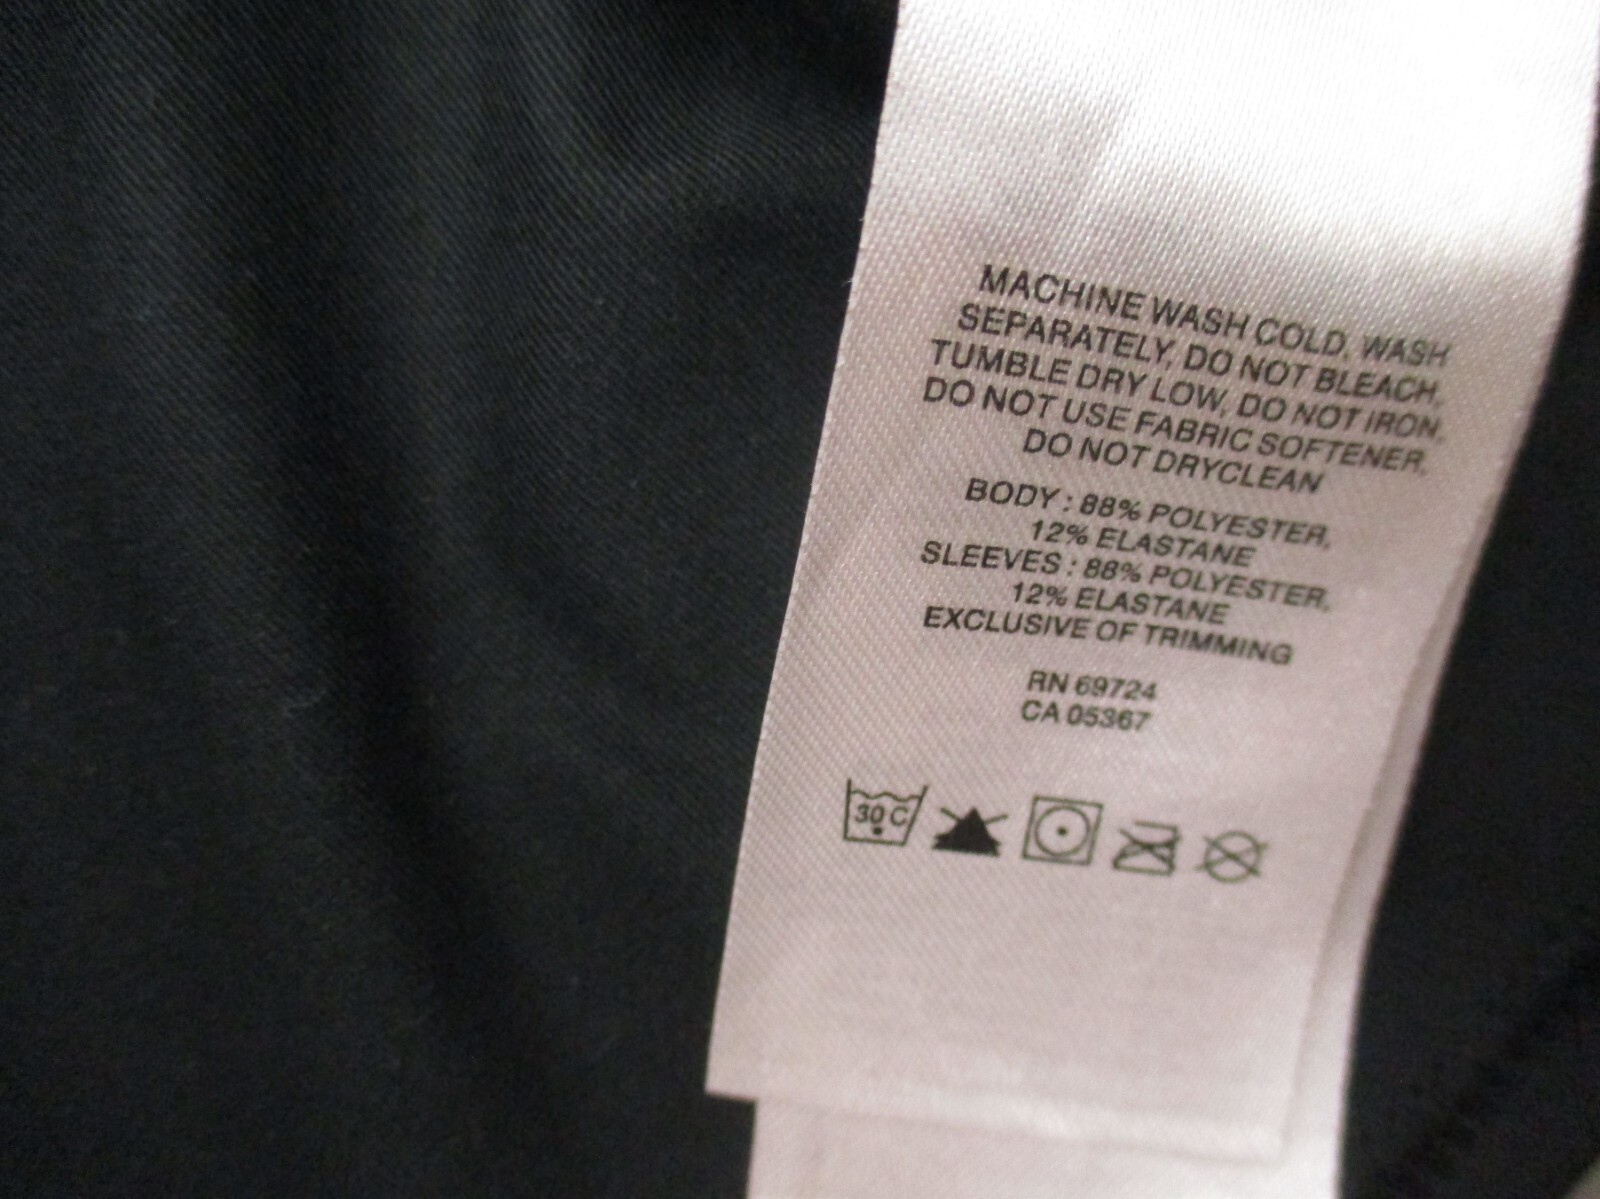 MACHINE WASH COLD, WASH
SEPARATELY, DO NOT BLEACH,
TUMBLE DRY LOW, DO NOT IRON,
DO NOT USE FABRIC SOFTENER,
DO NOT DRYCLEAN
BODY : 88% POLYESTER,
12% ELASTANE
SLEEVES : 88% POLYESTER,
12% ELASTANE
EXCLUSIVE OF TRIMMING
RN 69724
CA 05367
30 C